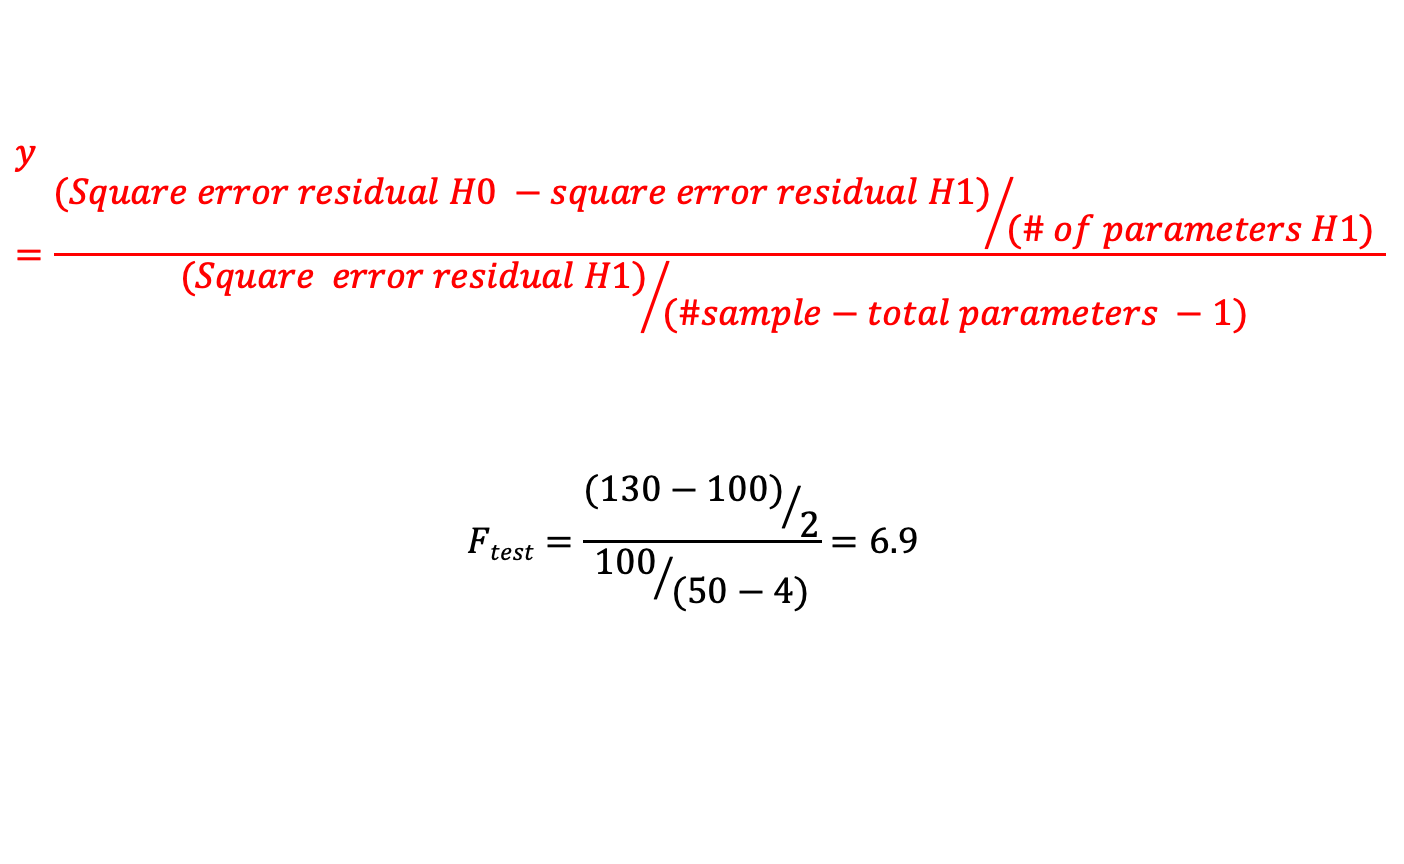 y
= (Square error residual H0 − square error residual H1)/(# of parameters H1)
(Square error residual H1)/(#sample − total parameters − 1)
(130 − 100)/2
F test = = 6.9
100/(50 − 4)